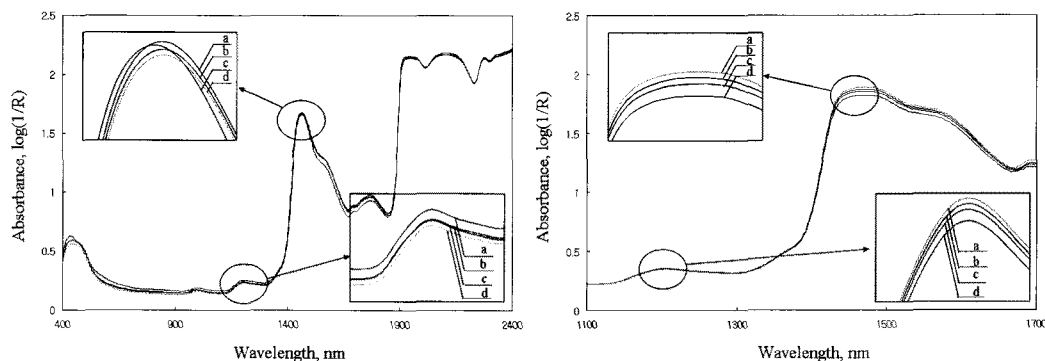 2.5
2
1.5
1
0.5
0
Absorbance, log(1/R)
400
900
1400
1900
2400
Wavelength, nm
a
b
c
d
a
b
c
d
2.5
2
1.5
1
0.5
0
Absorbance, log(1/R)
1100
1300
1500
1700
Wavelength, nm
a
b
c
d
a
b
c
d